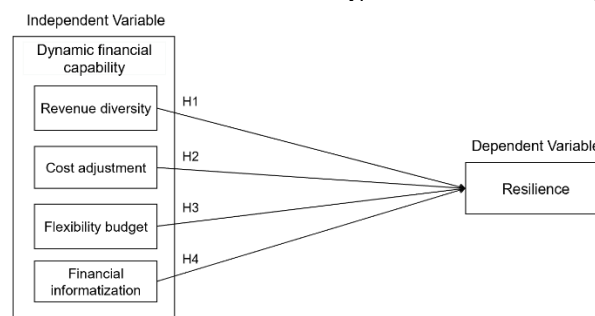 Independent Variable
Dynamic financial
capability
Revenue diversity
Cost adjustment
Flexibility budget
Financial
informatization
H1
H2
H3
H4
Dependent Variable
Resilience